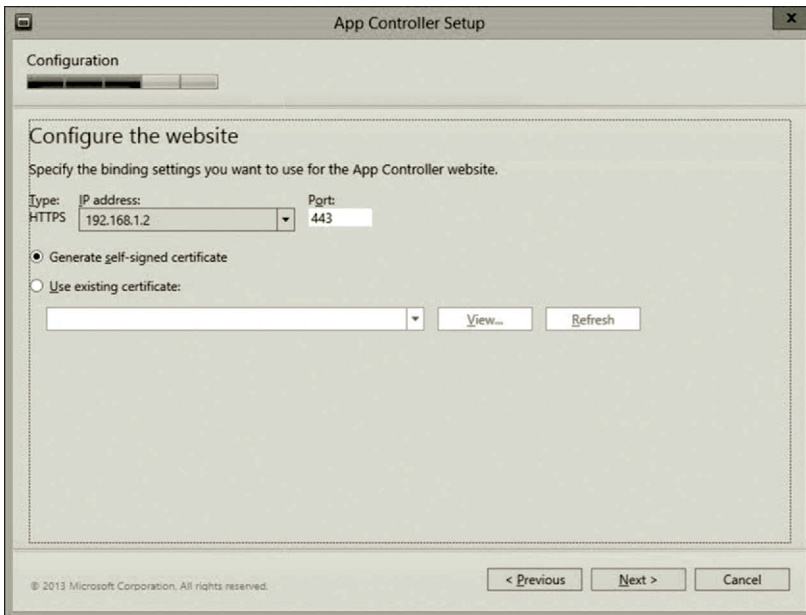 App Controller Setup
x
Configuration
Configure the website
Specify the binding settings you want to use for the App Controller website.
Type: IP address: Port:
HTTPS 192.168.1.2 443
Generate self-signed certificate
Use existing certificate:
View... Refresh
© 2013 Microsoft Corporation. All rights reserved.
< Previous Next > Cancel